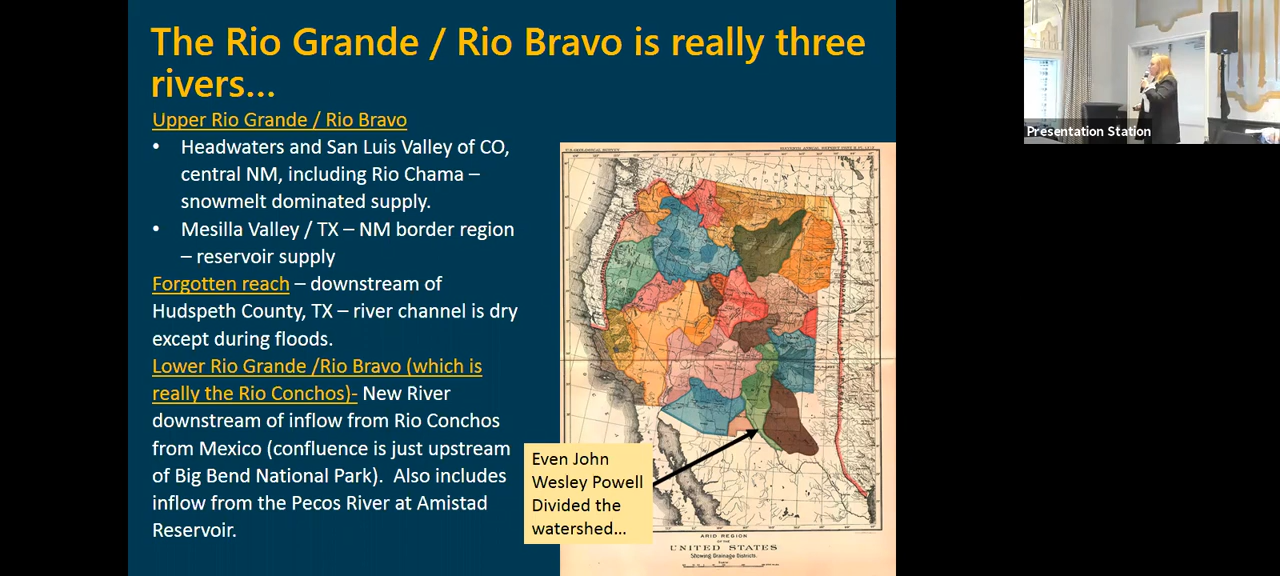 The Rio Grande / Rio Bravo is really three
rivers...
Upper Rio Grande / Rio Bravo
• Headwaters and San Luis Valley of CO,
central NM, including Rio Chama –
snowmelt dominated supply.
• Mesilla Valley / TX – NM border region
– reservoir supply
Forgotten reach – downstream of
Hudspeth County, TX – river channel is dry
except during floods.
Lower Rio Grande /Rio Bravo (which is
really the Rio Conchos)- New River
downstream of inflow from Rio Conchos
from Mexico (confluence is just upstream
of Big Bend National Park). Also includes
inflow from the Pecos River at Amistad
Reservoir.
Even John
Wesley Powell
Divided the
watershed...
ARID REGION
OF THE
UNITED STATES
Showing Drainage Districts.
Presentation Station